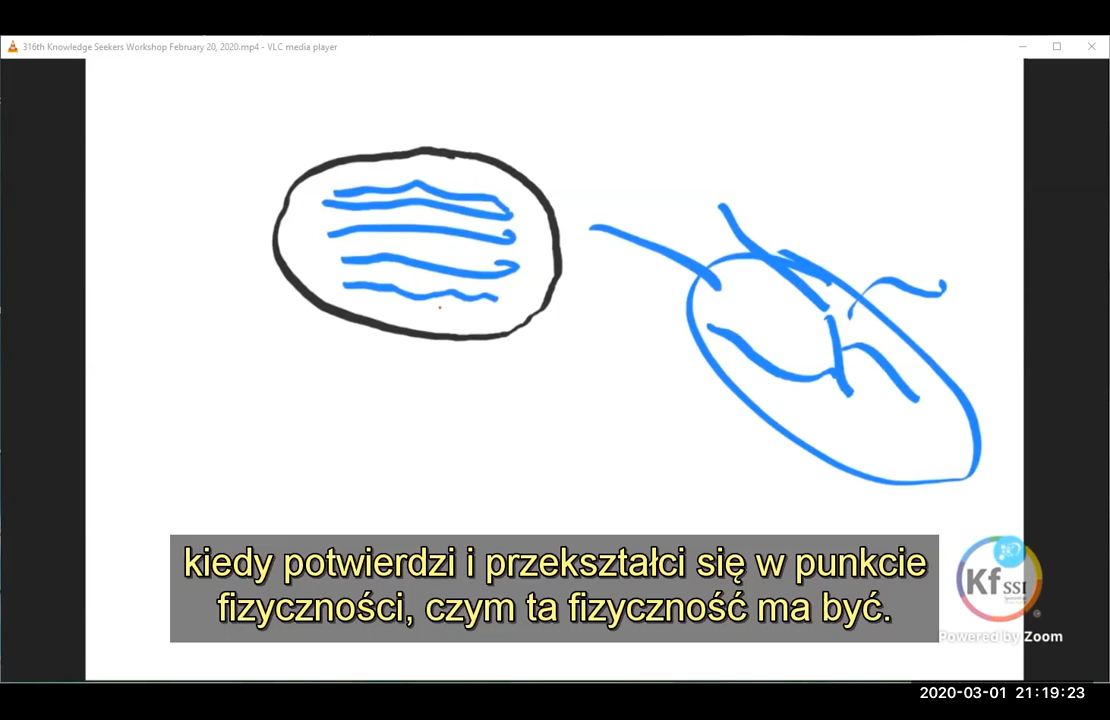 316th Knowledge Seekers Workshop February 20, 2020.mp4 - VLC media player
kiedy potwierdzi i przekształci się w punkcie
fizyczności, czym ta fizyczność ma być.
Kf SSI
Powered by Zoom
2020-03-01 21:19:23